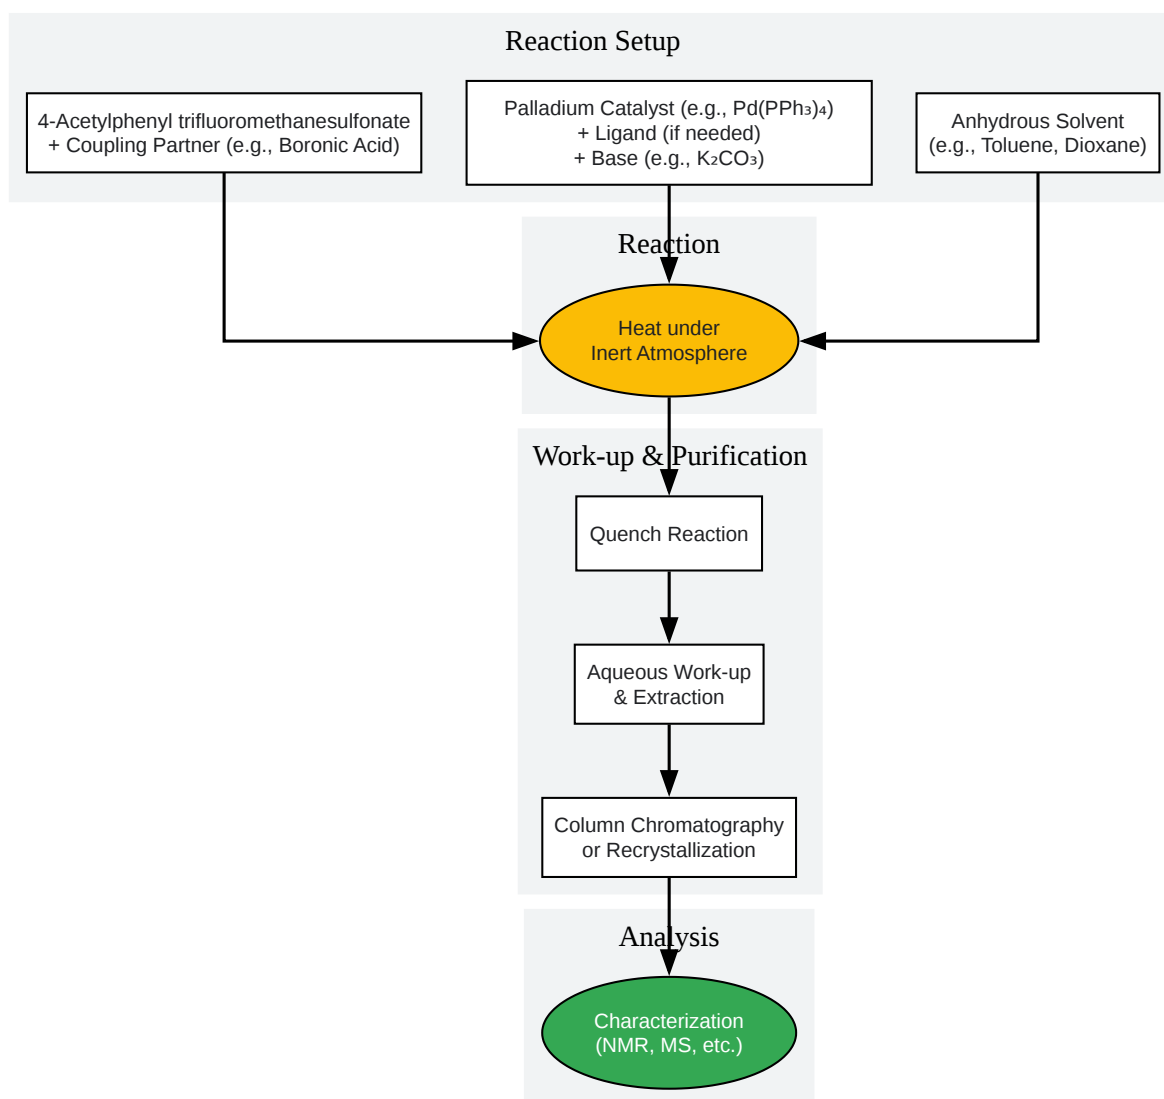 Reaction Setup
4-Acetylphenyl trifluoromethanesulfonate
+ Coupling Partner (e.g., Boronic Acid)
Palladium Catalyst (e.g., Pd(PPh₃)₄)
+ Ligand (if needed)
+ Base (e.g., K₂CO₃)
Anhydrous Solvent
(e.g., Toluene, Dioxane)
Reaction
Heat under
Inert Atmosphere
Work-up & Purification
Quench Reaction
Aqueous Work-up
& Extraction
Column Chromatography
or Recrystallization
Analysis
Characterization
(NMR, MS, etc.)